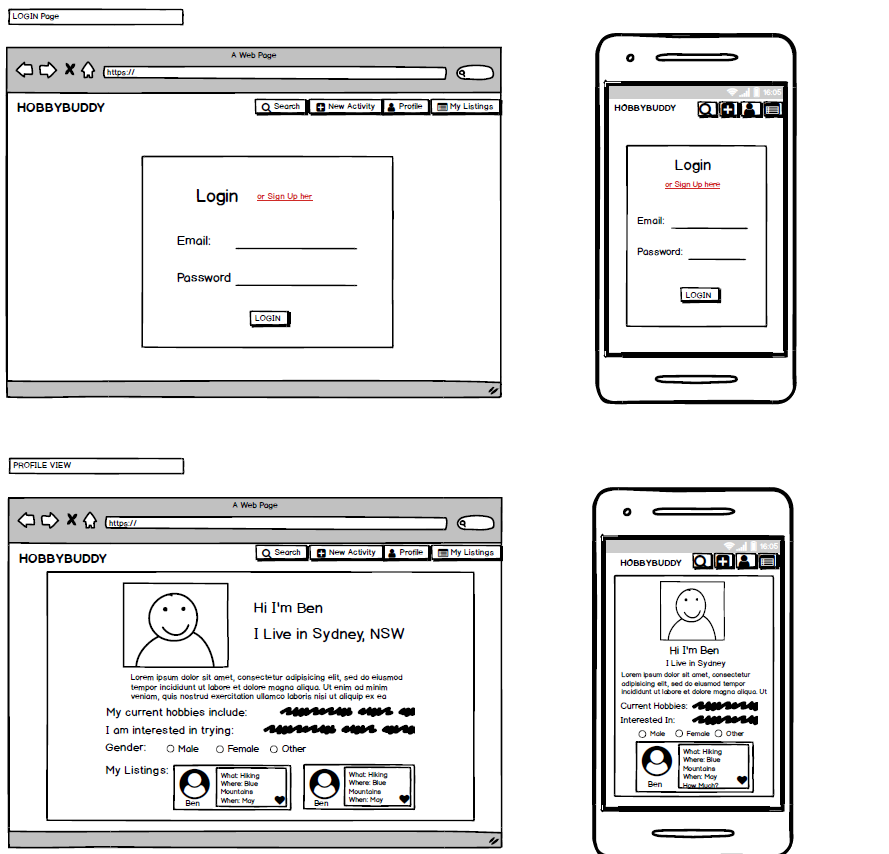 LOGIN Page
A Web Page
https://
HOBBYBUDDY
Search
New Activity
Profile
My Listings
Login
or Sign Up her
Email:
Password
LOGIN
16:05
HOBBYBUDDY
Login
or Sign Up here
Email:
Password:
LOGIN
PROFILE VIEW
A Web Page
https://
HOBBYBUDDY
Search
New Activity
Profile
My Listings
Hi I'm Ben
I Live in Sydney, NSW
Lorem ipsum dolor sit amet, consectetur adipisicing elit, sed do eiusmod
tempor incididunt ut labore et dolore magna aliqua. Ut enim ad minim
veniam, quis nostrud exercitation ullamco laboris nisi ut aliquip ex ea
My current hobbies include:
I am interested in trying:
Gender:
Male
Female
Other
My Listings:
Ben
What: Hiking
Where: Blue
Mountains
When: May
Ben
What: Hiking
Where: Blue
Mountains
When: May
16:05
HOBBYBUDDY
Hi I'm Ben
I Live in Sydney
Lorem ipsum dolor sit amet, consectetur
adipisicing elit, sed do eiusmod tempor
incididunt ut labore et dolore magna aliqua. Ut
Current Hobbies:
Interested In:
Male
Female
Other
Ben
What: Hiking
Where: Blue
Mountains
When: May
How Much?